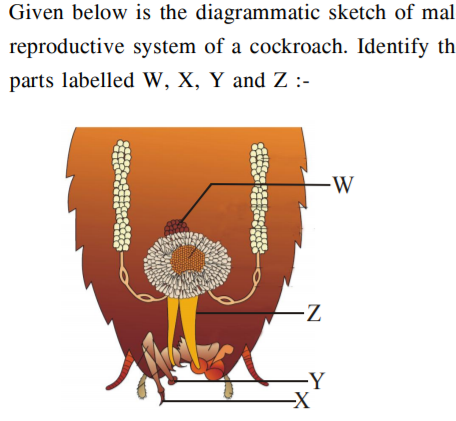 Given below is the diagrammatic sketch of mal
reproductive system of a cockroach. Identify th
parts labelled W, X, Y and Z :-
W
Z
Y
X